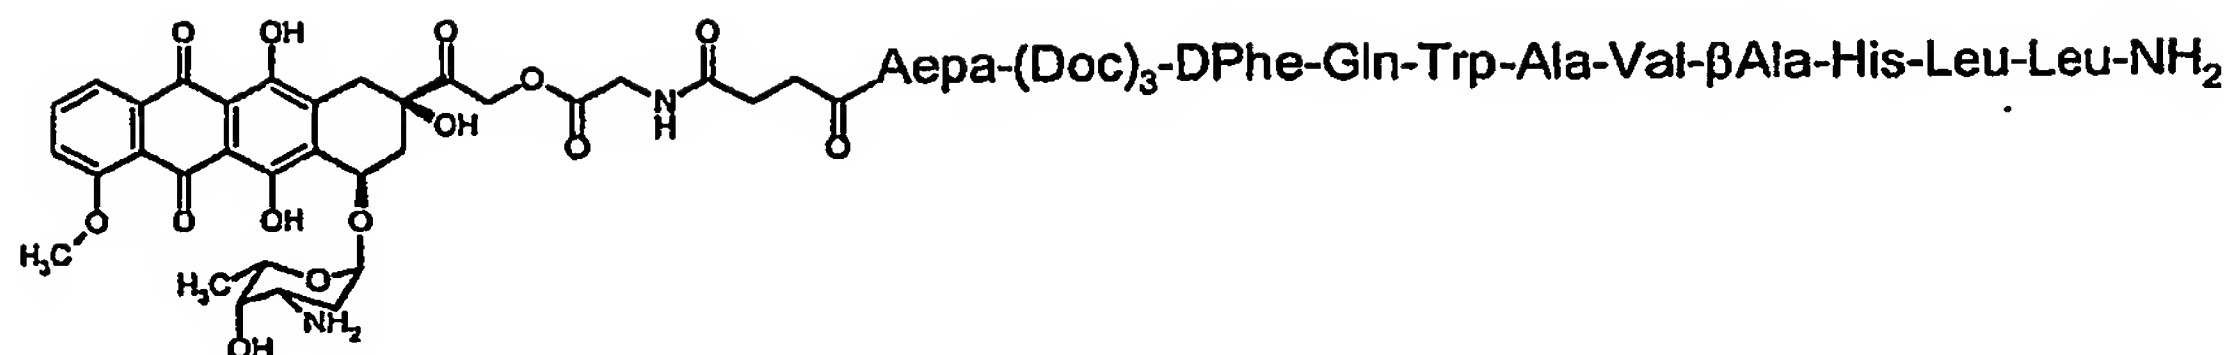 O OH O O Aepa-(Doc)₃-DPhe-Gln-Trp-Ala-Val-βAla-His-Leu-Leu-NH₂
O
N
H
OH
O O
O O OH O
H₃C
H₃C O
NH₂
OH